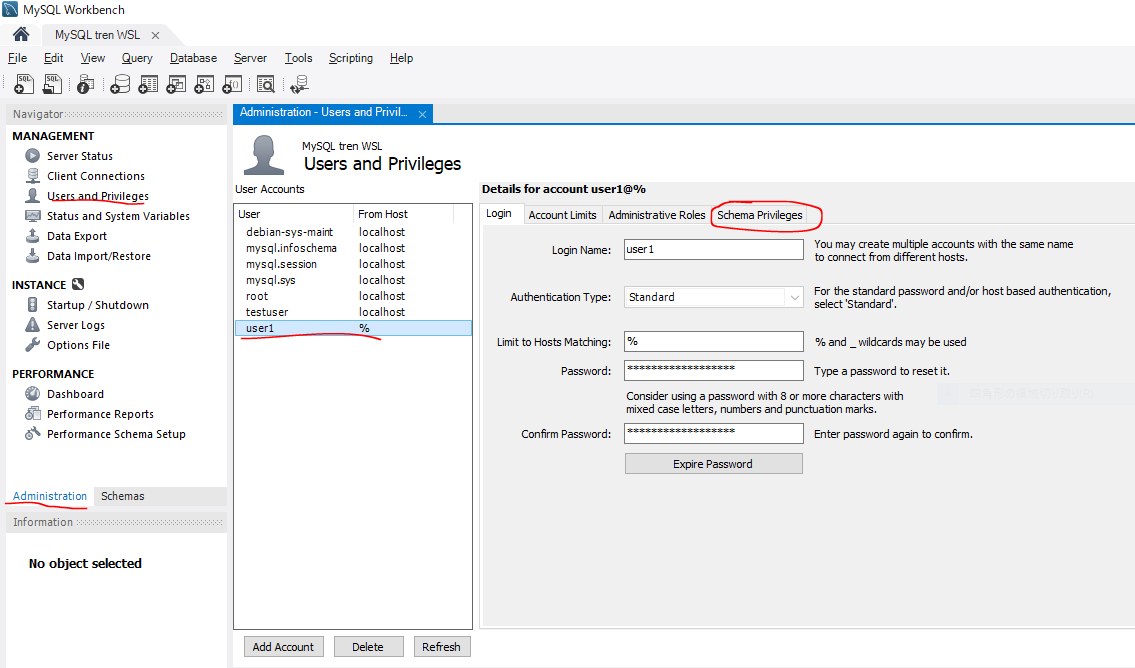 MySQL Workbench
MySQL tren WSL
File Edit View Query Database Server Tools Scripting Help
Navigator
MANAGEMENT
Server Status
Client Connections
Users and Privileges
Status and System Variables
Data Export
Data Import/Restore
INSTANCE
Startup / Shutdown
Server Logs
Options File
PERFORMANCE
Dashboard
Performance Reports
Performance Schema Setup
Administration Schemas
Information
No object selected
Administration - Users and Privil...
MySQL tren WSL
Users and Privileges
User Accounts
User From Host
debian-sys-maint localhost
mysql.infoschema localhost
mysql.session localhost
mysql.sys localhost
root localhost
testuser localhost
user1 %
Add Account Delete Refresh
Details for account user1@%
Login Account Limits Administrative Roles Schema Privileges
Login Name: user1 You may create multiple accounts with the same name
to connect from different hosts.
Authentication Type: Standard For the standard password and/or host based authentication,
select 'Standard'.
Limit to Hosts Matching: % % and _ wildcards may be used
Password: ****************** Type a password to reset it.
Consider using a password with 8 or more characters with
mixed case letters, numbers and punctuation marks.
Confirm Password: ****************** Enter password again to confirm.
Expire Password